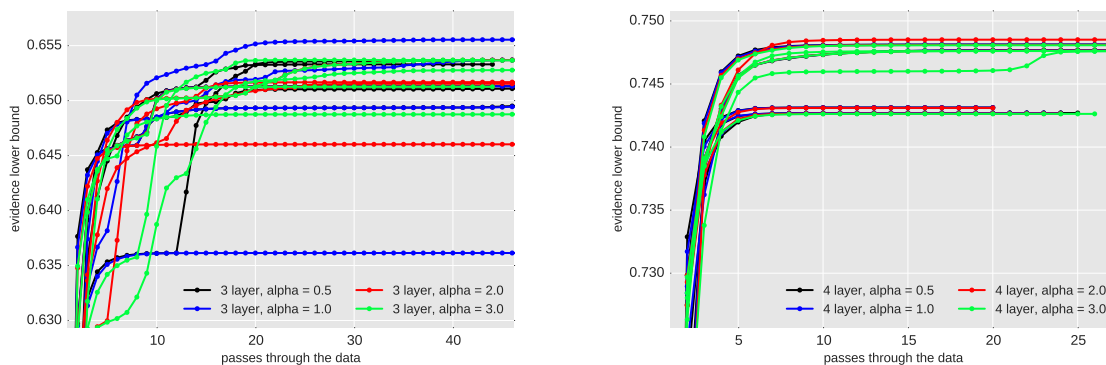 0.655
0.650
0.645
0.640
0.635
0.630
evidence lower bound
3 layer, alpha = 0.5
3 layer, alpha = 2.0
3 layer, alpha = 1.0
3 layer, alpha = 3.0
10
20
30
40
passes through the data
0.750
0.745
0.740
0.735
0.730
evidence lower bound
4 layer, alpha = 0.5
4 layer, alpha = 2.0
4 layer, alpha = 1.0
4 layer, alpha = 3.0
5
10
15
20
25
passes through the data